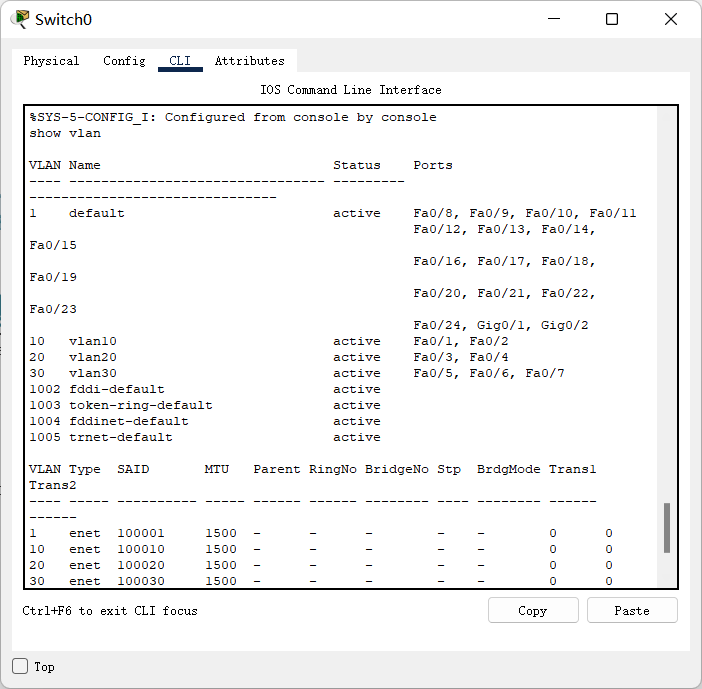 Switch0
Physical Config CLI Attributes
IOS Command Line Interface
%SYS-5-CONFIG_I: Configured from console by console
show vlan
VLAN Name                             Status    Ports
---- -------------------------------- ---------
-------------------------------
1    default                          active    Fa0/8, Fa0/9, Fa0/10, Fa0/11
                                                Fa0/12, Fa0/13, Fa0/14,
Fa0/15
                                                Fa0/16, Fa0/17, Fa0/18,
Fa0/19
                                                Fa0/20, Fa0/21, Fa0/22,
Fa0/23
                                                Fa0/24, Gig0/1, Gig0/2
10   vlan10                           active    Fa0/1, Fa0/2
20   vlan20                           active    Fa0/3, Fa0/4
30   vlan30                           active    Fa0/5, Fa0/6, Fa0/7
1002 fddi-default                     active
1003 token-ring-default               active
1004 fddinet-default                  active
1005 trnet-default                    active
VLAN Type  SAID       MTU   Parent RingNo BridgeNo Stp  BrdgMode Trans1
Trans2
---- ----- ---------- ----- ------ ------ -------- ---- -------- ------
------
1    enet  100001     1500  -      -      -        -    -        0      0
10   enet  100010     1500  -      -      -        -    -        0      0
20   enet  100020     1500  -      -      -        -    -        0      0
30   enet  100030     1500  -      -      -        -    -        0      0
Ctrl+F6 to exit CLI focus Copy Paste
Top